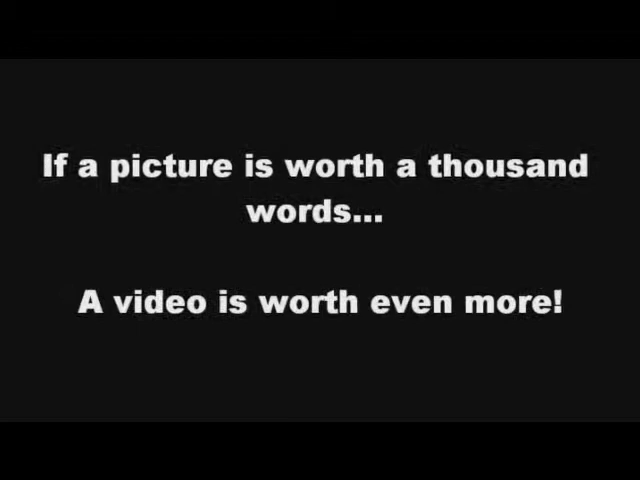 If a picture is worth a thousand
words...
A video is worth even more!